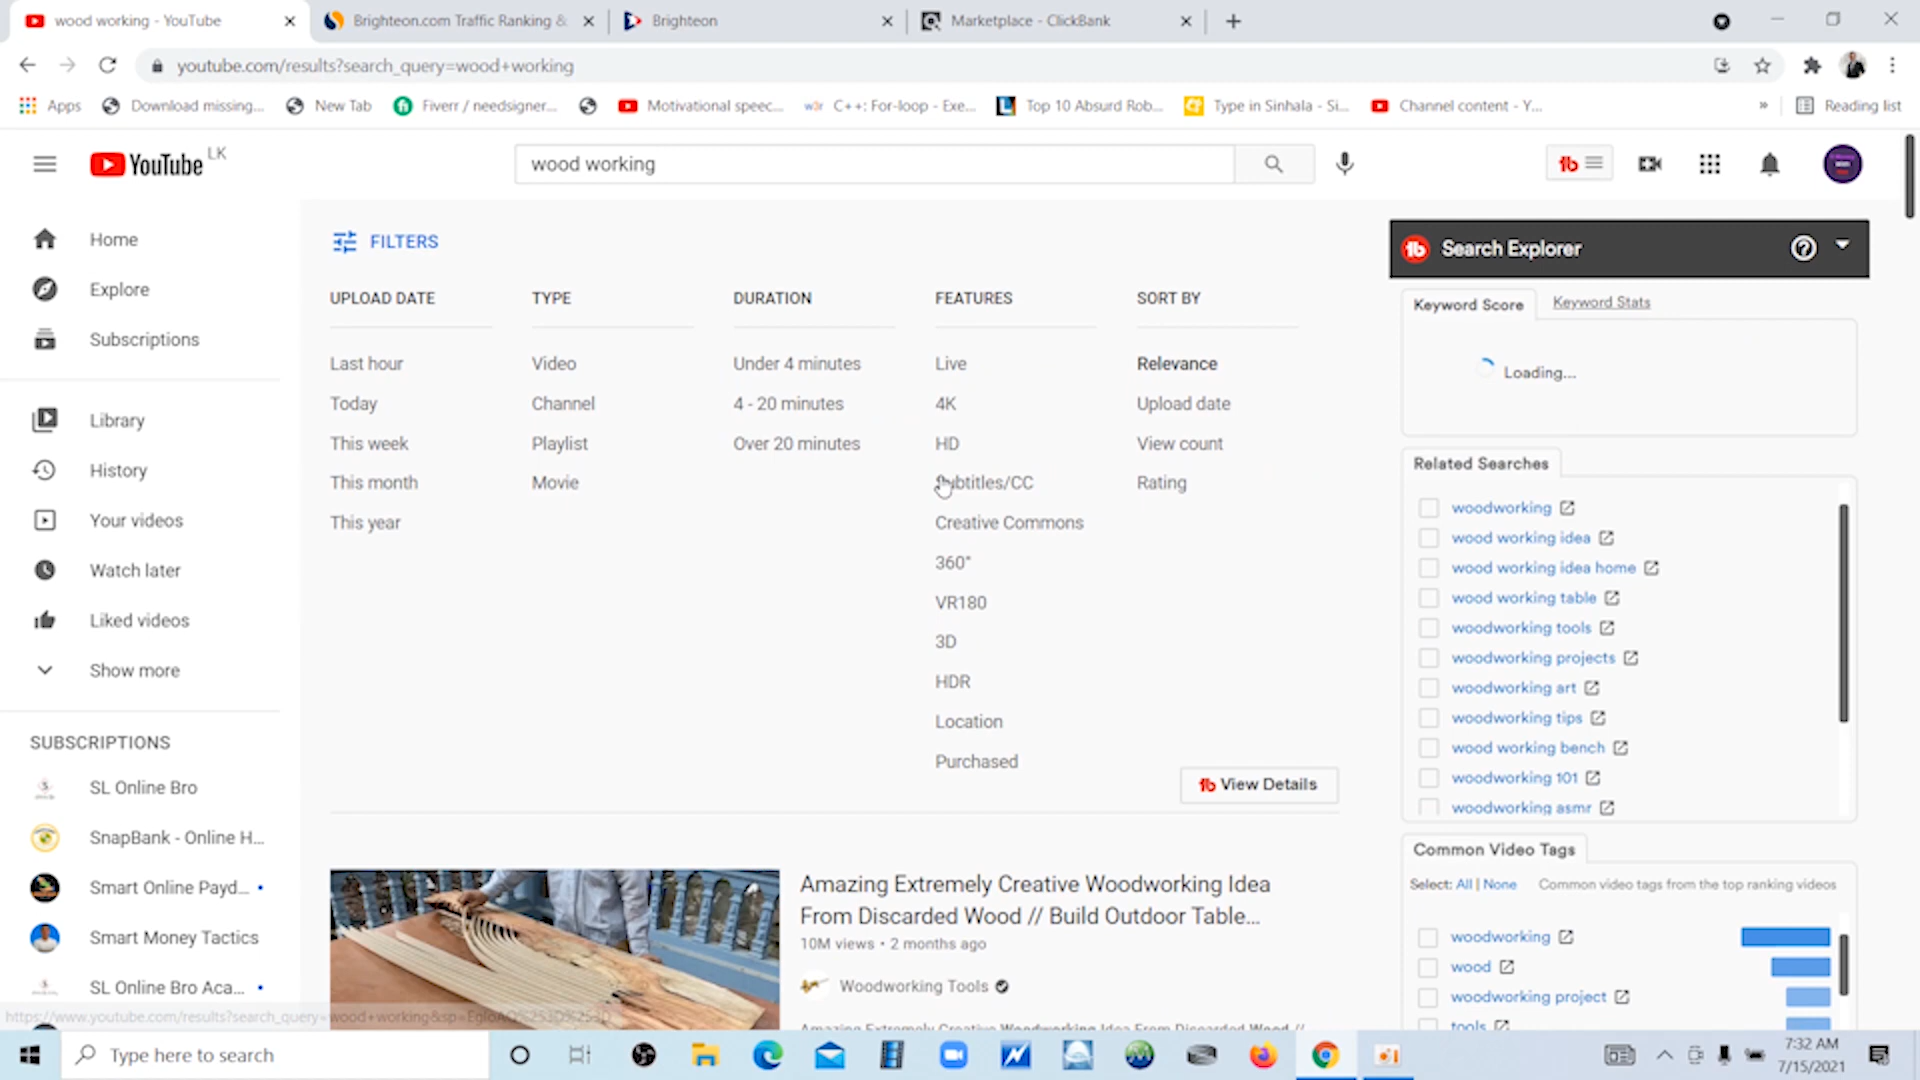 wood working - YouTube
Brighteon.com Traffic Ranking &
Brighteon
Marketplace - ClickBank
youtube.com/results?search_query=wood+working
Apps
Download missing...
New Tab
Fiverr / needsigner...
Motivational speec...
C++: For-loop - Exe...
Top 10 Absurd Rob...
Type in Sinhala - Si...
Channel content - Y...
»
Reading list
YouTube LK
wood working
Home
Explore
Subscriptions
Library
History
Your videos
Watch later
Liked videos
Show more
SUBSCRIPTIONS
SL Online Bro
SnapBank - Online H...
Smart Online Payd...
Smart Money Tactics
SL Online Bro Aca...
FILTERS
UPLOAD DATE
Last hour
Today
This week
This month
This year
TYPE
Video
Channel
Playlist
Movie
DURATION
Under 4 minutes
4 - 20 minutes
Over 20 minutes
FEATURES
Live
4K
HD
Subtitles/CC
Creative Commons
360°
VR180
3D
HDR
Location
Purchased
SORT BY
Relevance
Upload date
View count
Rating
View Details
Amazing Extremely Creative Woodworking Idea
From Discarded Wood // Build Outdoor Table...
10M views • 2 months ago
Woodworking Tools
Amazing Extremely Creative Woodworking Idea From Discarded Wood //
Search Explorer
Keyword Score
Keyword Stats
Loading...
Related Searches
woodworking
wood working idea
wood working idea home
wood working table
woodworking tools
woodworking projects
woodworking art
woodworking tips
wood working bench
woodworking 101
woodworking asmr
Common Video Tags
Select: All | None Common video tags from the top ranking videos
woodworking
wood
woodworking project
tools
Type here to search
7:32 AM
7/15/2021